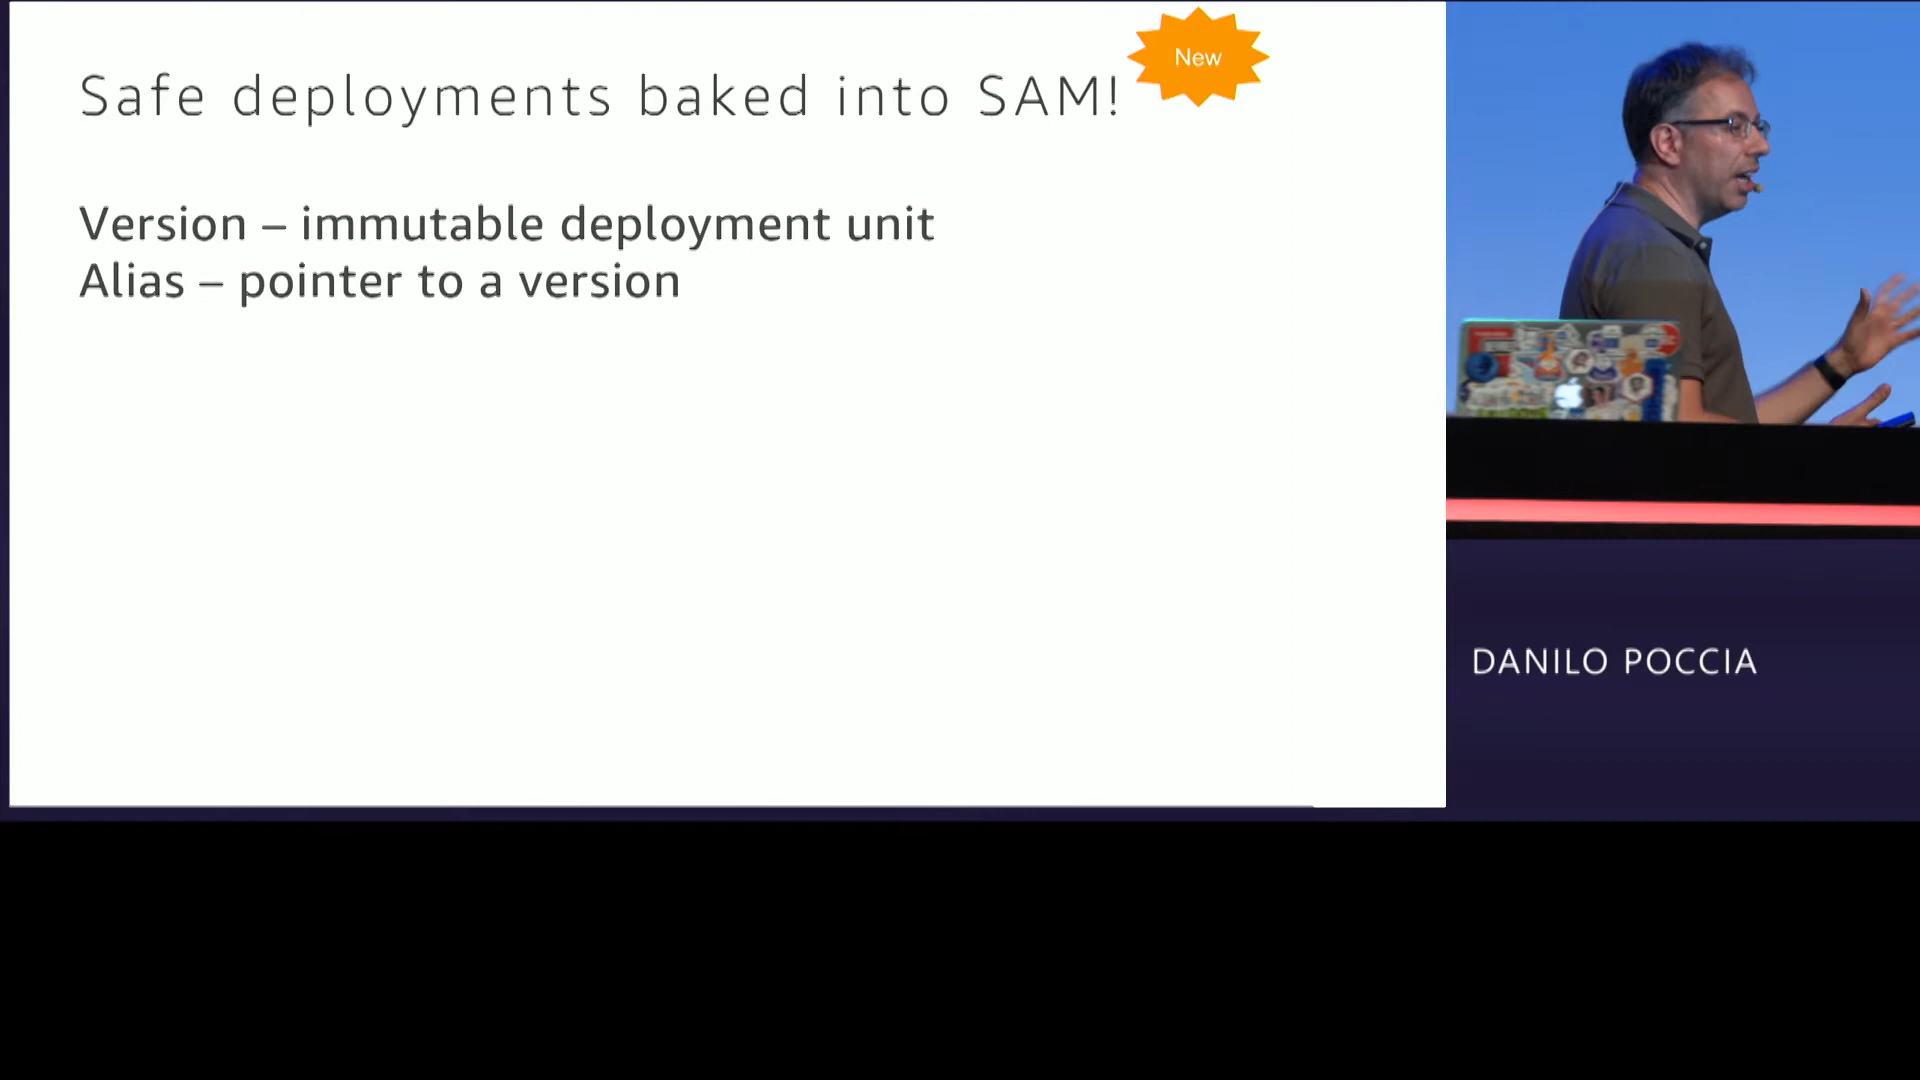 Safe deployments baked into SAM!
New
Version – immutable deployment unit
Alias – pointer to a version
DANILO POCCIA